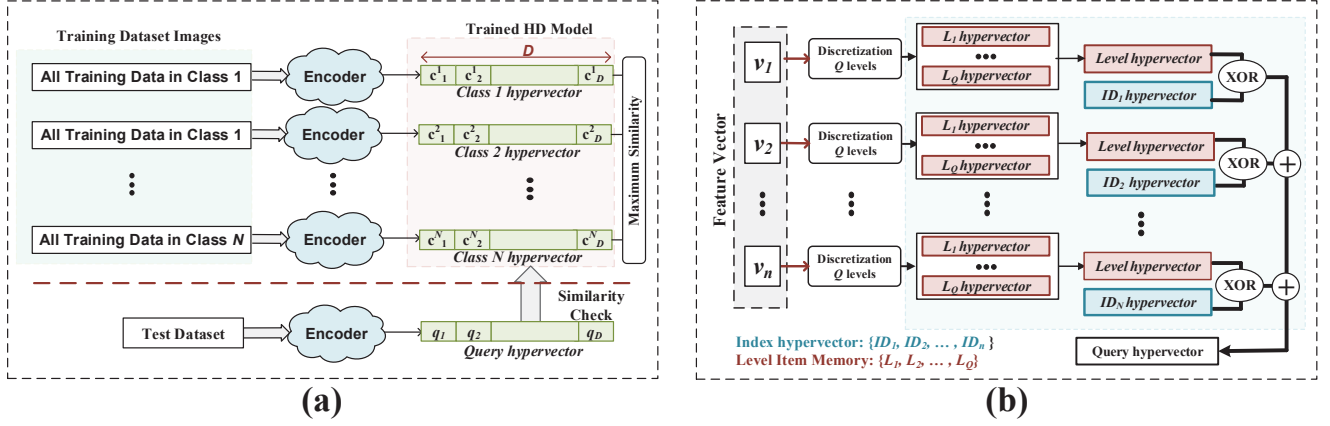 Training Dataset Images
Trained HD Model
D
All Training Data in Class 1
Encoder
c¹₁ c¹₂ c¹_D
Class 1 hypervector
All Training Data in Class 1
Encoder
c²₁ c²₂ c²_D
Class 2 hypervector
All Training Data in Class N
Encoder
cᴺ₁ cᴺ₂ cᴺ_D
Class N hypervector
Maximum Similarity
Similarity
Check
Test Dataset
Encoder
q₁ q₂ q_D
Query hypervector
(a)
Feature Vector
v₁
Discretization
Q levels
L₁ hypervector
L_Q hypervector
Level hypervector
ID₁ hypervector
XOR
v₂
Discretization
Q levels
L₁ hypervector
L_Q hypervector
Level hypervector
ID₂ hypervector
XOR
+
vₙ
Discretization
Q levels
L₁ hypervector
L_Q hypervector
Level hypervector
ID_N hypervector
XOR
+
Index hypervector: {ID₁, ID₂, ... , IDₙ }
Level Item Memory: {L₁, L₂, ... , L_Q}
Query hypervector
(b)